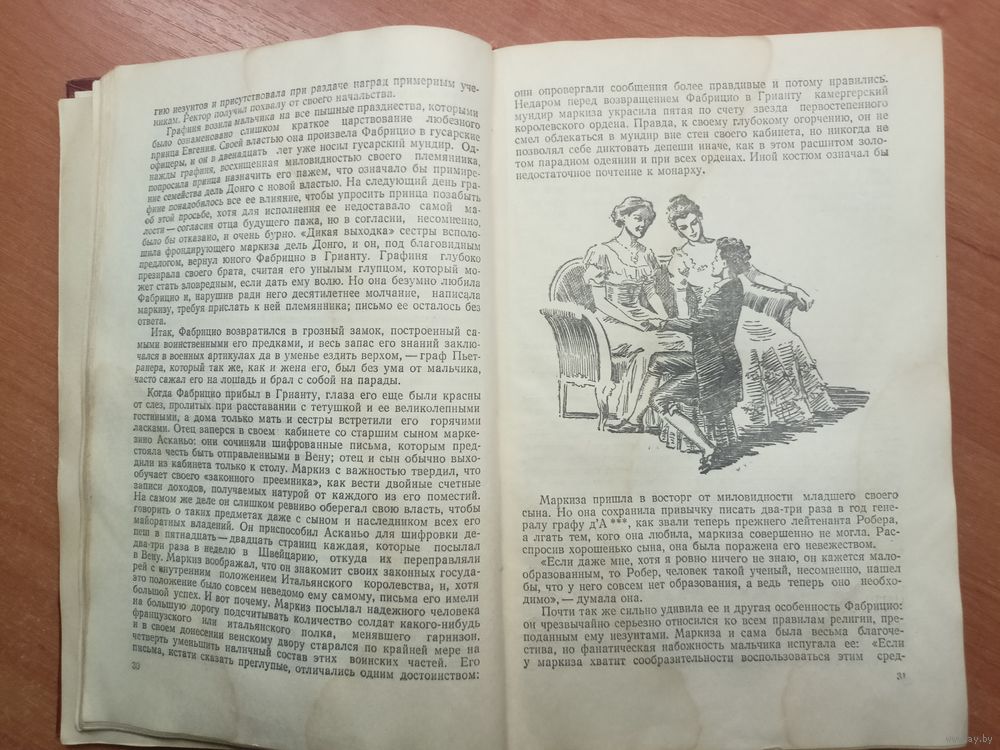 гию иезуитов и присутствовала при раздаче наград примерным уче-
никам. Ректор получил похвалу от своего начальства.
Графиня возила мальчика на все пышные празднества, которыми
было ознаменовано слишком краткое царствование любезного
принца Евгения. Своей властью она произвела Фабрицио в гусарские
офицеры, и он в двенадцать лет уже носил гусарский мундир. Од-
нажды графиня, восхищенная миловидностью своего племянника,
попросила принца назначить его пажем, что означало бы примире-
ние семейства дель Донго с новой властью. На следующий день гра-
фине понадобилось все ее влияние, чтобы упросить принца позабыть
об этой просьбе, хотя для исполнения ее недоставало самой ма-
лости — согласия отца будущего пажа, но в согласии, несомненно,
было бы отказано, и очень бурно. «Дикая выходка» сестры всполо-
шила фрондирующего маркиза дель Донго, и он, под благовидным
предлогом, вернул юного Фабрицио в Грианту. Графиня глубоко
презирала своего брата, считая его унылым глупцом, который мо-
жет стать зловредным, если дать ему волю. Но она безумно любила
Фабрицио и, нарушив ради него десятилетнее молчание, написала
маркизу, требуя прислать к ней племянника; письмо ее осталось без
ответа.
Итак, Фабрицио возвратился в грозный замок, построенный са-
мыми воинственными его предками, и весь запас его знаний заклю-
чался в военных артикулах да в уменье ездить верхом, — граф Пьет-
ранера, который так же, как и жена его, был без ума от мальчика,
часто сажал его на лошадь и брал с собой на парады.
Когда Фабрицио прибыл в Грианту, глаза его еще были красны
от слез, пролитых при расставании с тетушкой и ее великолепными
гостиными, а дома только мать и сестры встретили его горячими
ласками. Отец заперся в своем кабинете со старшим сыном марке-
зино Асканьо: они сочиняли шифрованные письма, которым пред-
стояла честь быть отправленными в Вену; отец и сын обычно выхо-
дили из кабинета только к столу. Маркиз с важностью твердил, что
обучает своего «законного преемника», как вести двойные счетные
записи доходов, получаемых натурой от каждого из его поместий.
На самом же деле он слишком ревниво оберегал свою власть, чтобы
говорить о таких предметах даже с сыном и наследником всех его
майоратных владений. Он приспособил Асканьо для шифровки де-
пеш в пятнадцать — двадцать страниц каждая, которые посылал
два-три раза в неделю в Швейцарию, откуда их переправляли
в Вену. Маркиз воображал, что он знакомит своих законных госуда-
рей с внутренним положением Итальянского королевства, и, хотя
это положение было совсем неведомо ему самому, письма его имели
большой успех. И вот почему. Маркиз посылал надежного человека
на большую дорогу подсчитывать количество солдат какого-нибудь
французского или итальянского полка, менявшего гарнизон,
и в своем донесении венскому двору старался по крайней мере на
четверть уменьшить наличный состав этих воинских частей. Его
письма, кстати сказать преглупые, отличались одним достоинством:
30
они опровергали сообщения более правдивые и потому нравились.
Недаром перед возвращением Фабрицио в Грианту камергерский
мундир маркиза украсила пятая по счету звезда первостепенного
королевского ордена. Правда, к своему глубокому огорчению, он не
смел облекаться в мундир вне стен своего кабинета, но никогда не
позволял себе диктовать депеши иначе, как в этом расшитом золо-
том парадном одеянии и при всех орденах. Иной костюм означал бы
недостаточное почтение к монарху.
Маркиза пришла в восторг от миловидности младшего своего
сына. Но она сохранила привычку писать два-три раза в год гене-
ралу графу д'А ***, как звали теперь прежнего лейтенанта Робера,
а лгать тем, кого она любила, маркиза совершенно не могла. Рас-
спросив хорошенько сына, она была поражена его невежеством.
«Если даже мне, хотя я ровно ничего не знаю, он кажется мало-
образованным, то Робер, человек такой ученый, несомненно, нашел
бы, что у него совсем нет образования, а ведь теперь оно необхо-
димо», — думала она.
Почти так же сильно удивила ее и другая особенность Фабрицио:
он чрезвычайно серьезно относился ко всем правилам религии, пре-
поданным ему иезуитами. Маркиза и сама была весьма благоче-
стива, но фанатическая набожность мальчика испугала ее: «Если
у маркиза хватит сообразительности воспользоваться этим сред-
31